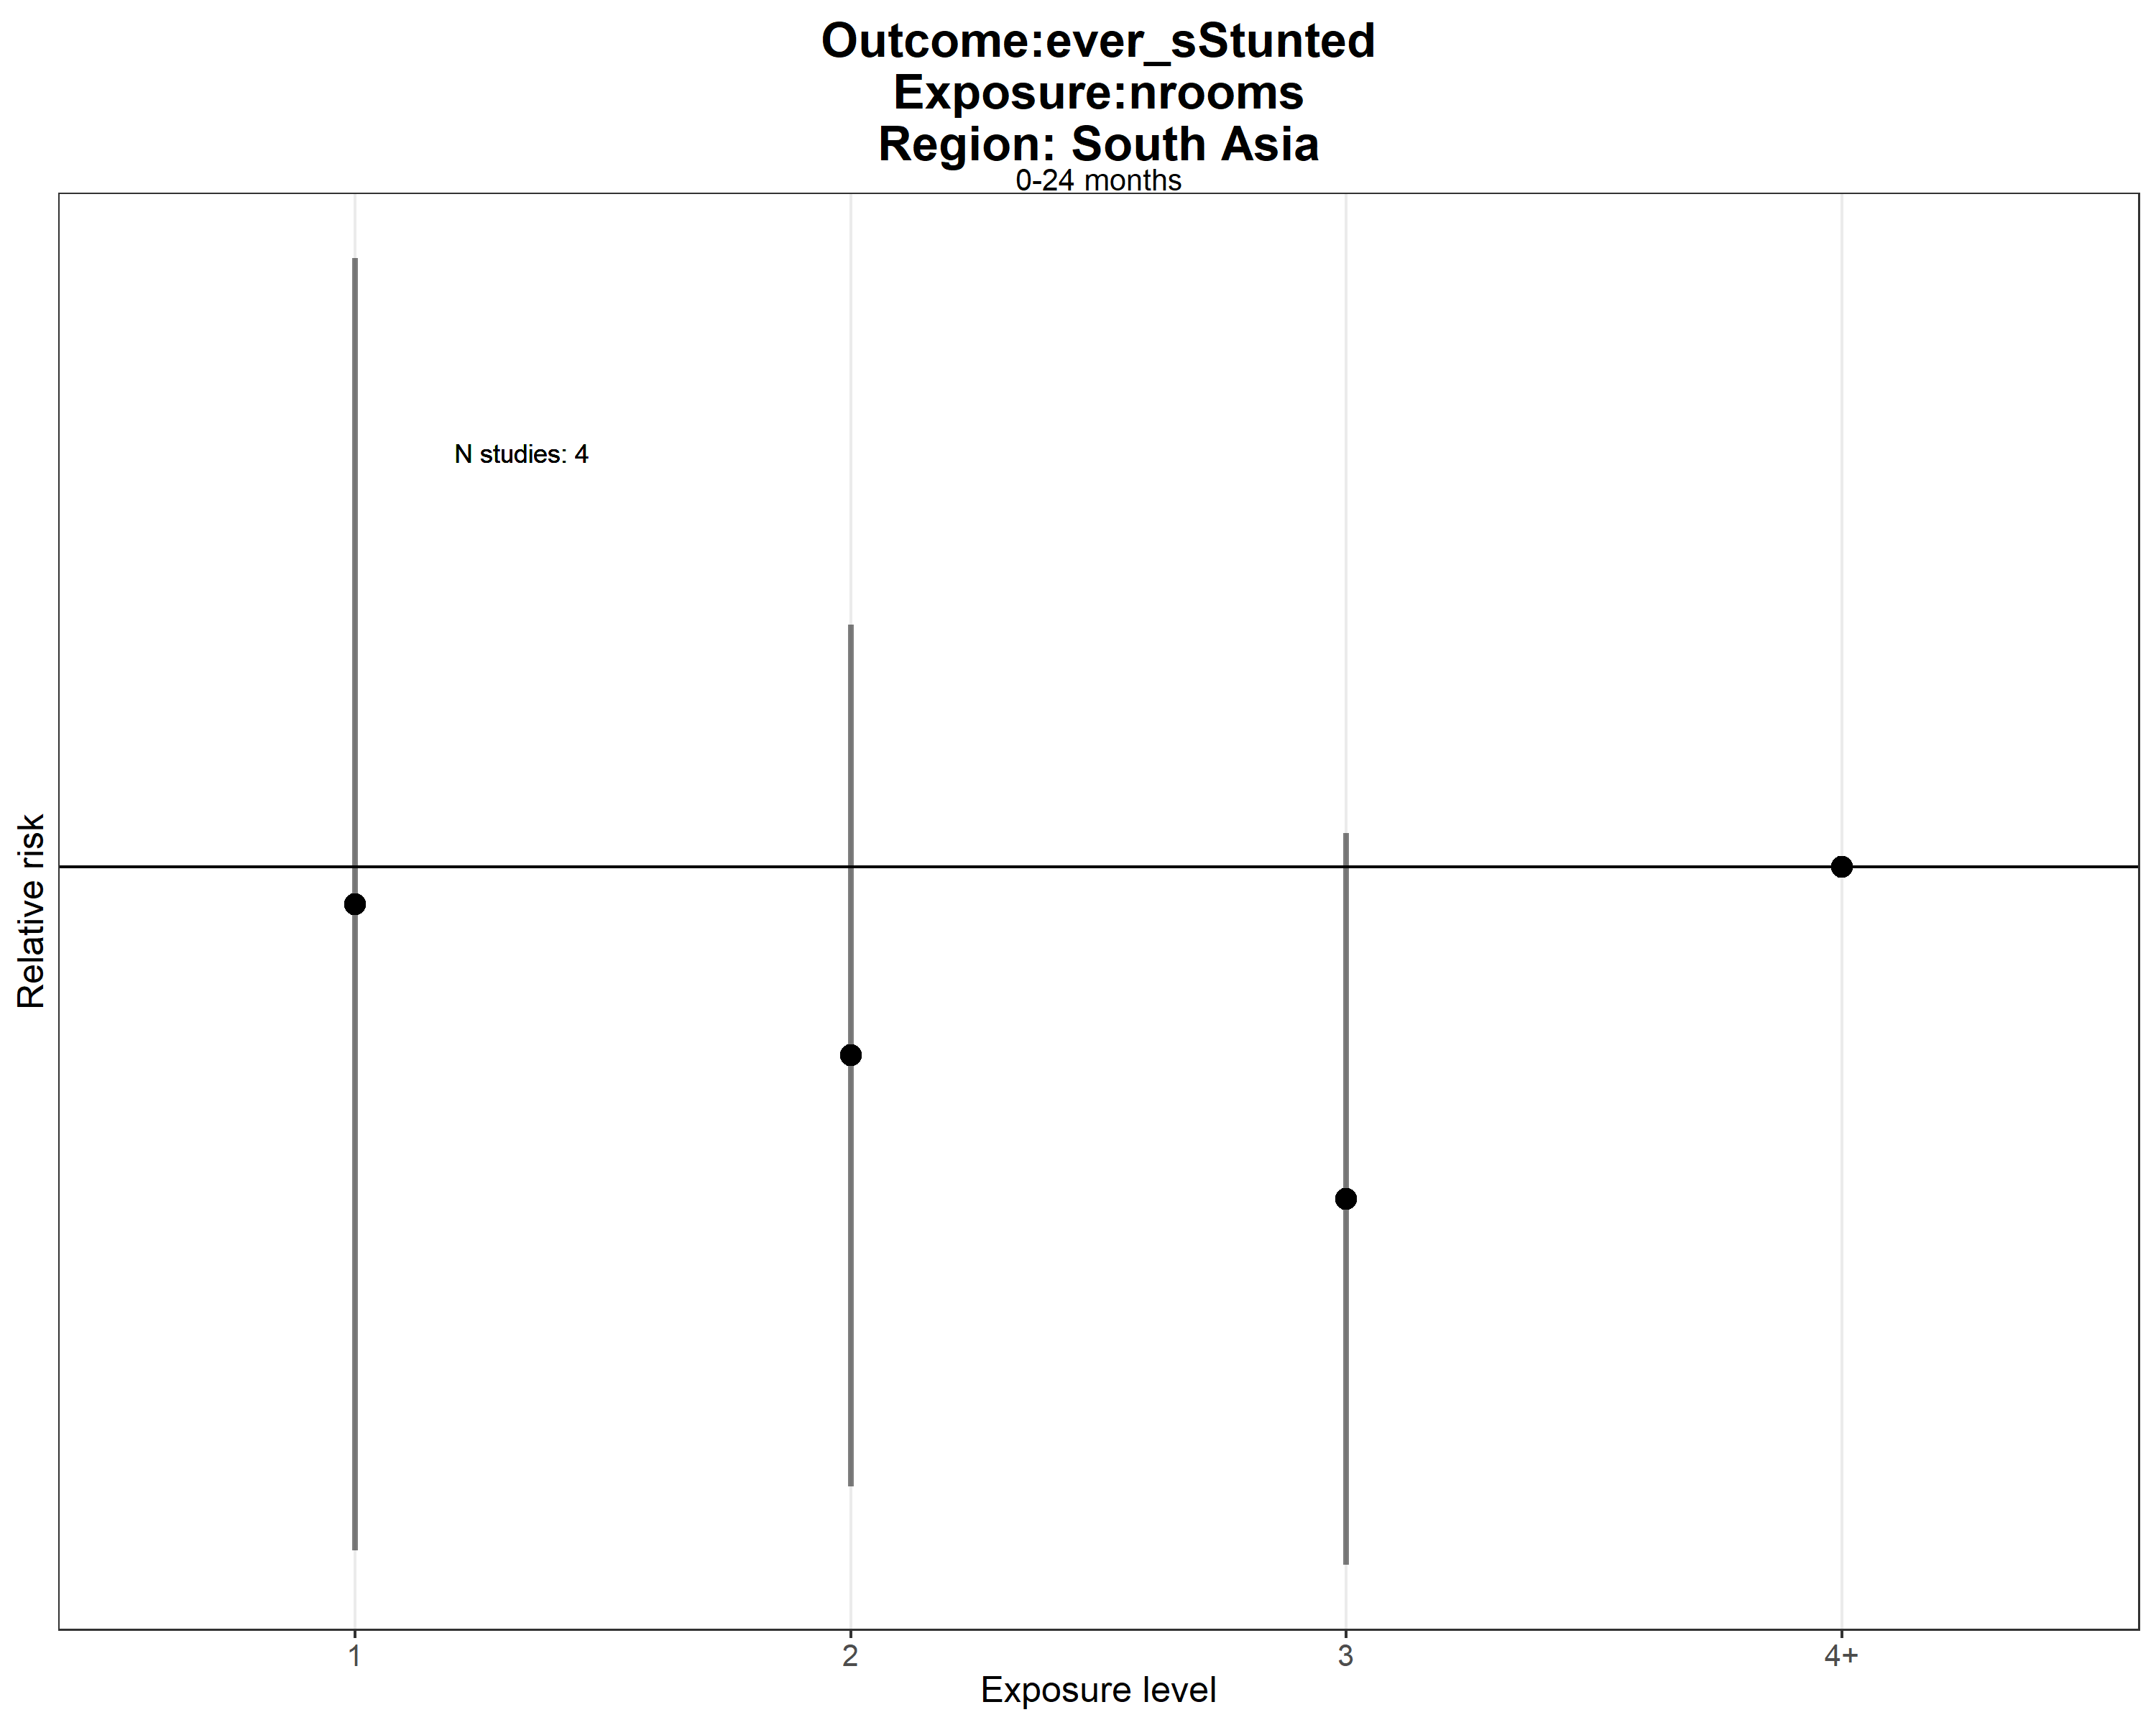 Outcome:ever_sStunted
Exposure:nrooms
Region: South Asia
0-24 months
N studies: 4
Relative risk
1 2 3 4+
Exposure level